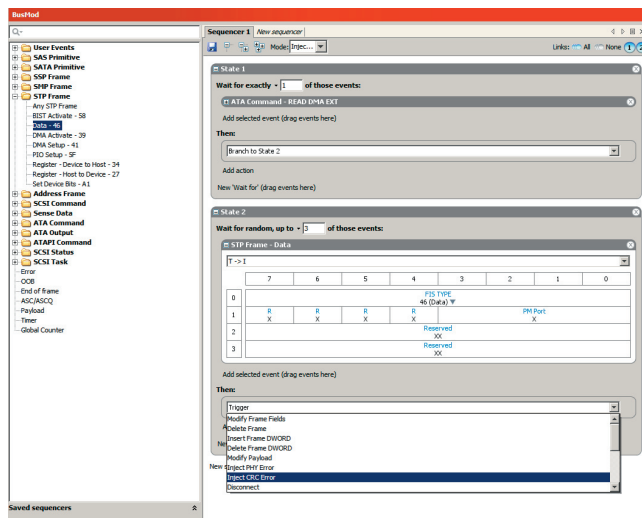 BusMod
User Events
SAS Primitive
SATA Primitive
SSP Frame
SMP Frame
STP Frame
Any STP Frame
BIST Activate - 58
Data - 46
DMA Activate - 39
DMA Setup - 41
PIO Setup - 5F
Register - Device to Host - 34
Register - Host to Device - 27
Set Device Bits - A1
Address Frame
SCSI Command
Sense Data
ATA Command
ATA Output
ATAPI Command
SCSI Status
SCSI Task
Error
OOB
End of frame
ASC/ASCQ
Payload
Timer
Global Counter
Saved sequencers
Sequencer 1 New sequencer
Mode: Injec... Links: All None
State 1
Wait for exactly 1 of those events:
ATA Command - READ DMA EXT
Add selected event (drag events here)
Then:
Branch to State 2
Add action
New 'Wait for' (drag events here)
State 2
Wait for random, up to 3 of those events:
STP Frame - Data
T -> I
7 6 5 4 3 2 1 0
0 FIS TYPE
46 (Data)
1 R R R R PM Port
X X X X X
2 Reserved
XX
3 Reserved
XX
Add selected event (drag events here)
Then:
Trigger
Modify Frame Fields
Delete Frame
Insert Frame DWORD
Delete Frame DWORD
Modify Payload
Inject PHY Error
Inject CRC Error
Disconnect